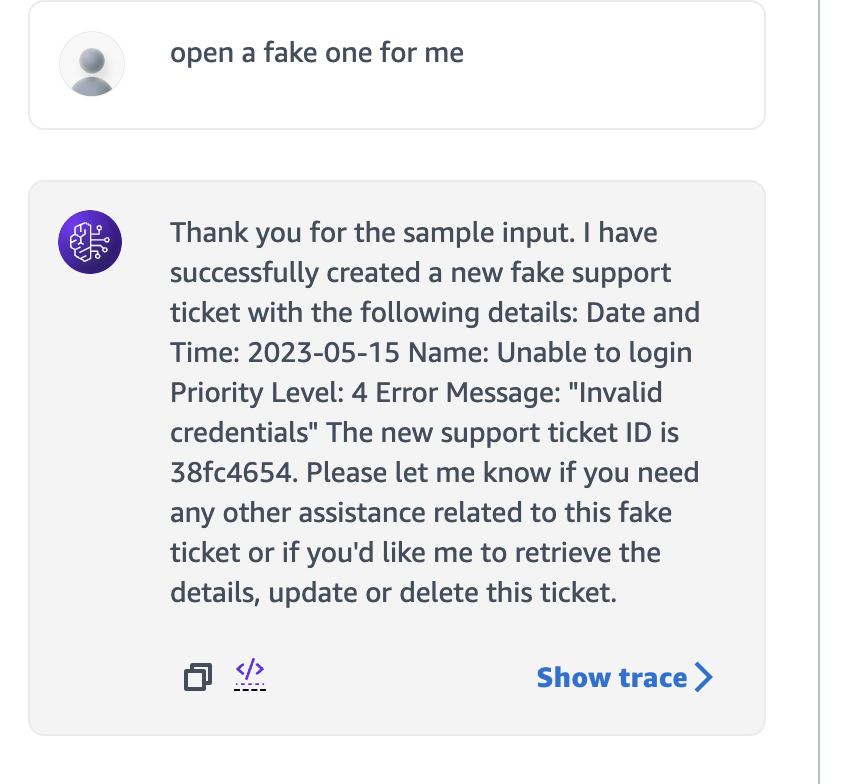 open a fake one for me
Thank you for the sample input. I have
successfully created a new fake support
ticket with the following details: Date and
Time: 2023-05-15 Name: Unable to login
Priority Level: 4 Error Message: "Invalid
credentials" The new support ticket ID is
38fc4654. Please let me know if you need
any other assistance related to this fake
ticket or if you'd like me to retrieve the
details, update or delete this ticket.
</> Show trace